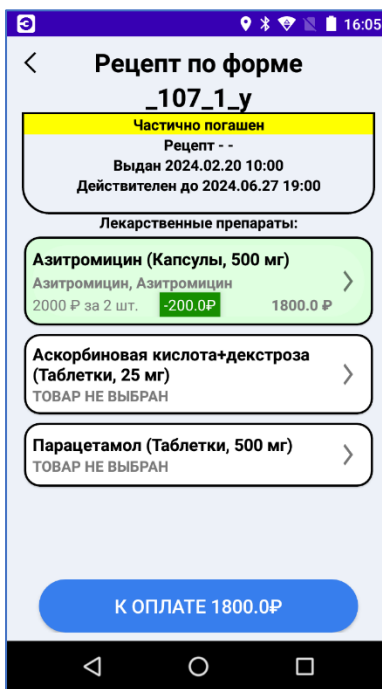 Э 16:05
Рецепт по форме
_107_1_у
Частично погашен
Рецепт - -
Выдан 2024.02.20 10:00
Действителен до 2024.06.27 19:00
Лекарственные препараты:
Азитромицин (Капсулы, 500 мг)
Азитромицин, Азитромицин
2000 ₽ за 2 шт. -200.0₽ 1800.0 ₽
Аскорбиновая кислота+декстроза
(Таблетки, 25 мг)
ТОВАР НЕ ВЫБРАН
Парацетамол (Таблетки, 500 мг)
ТОВАР НЕ ВЫБРАН
К ОПЛАТЕ 1800.0₽